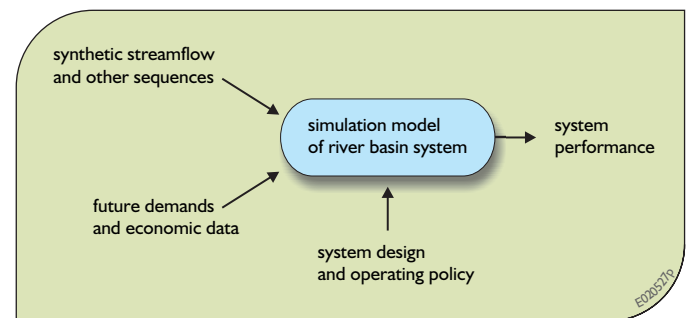 synthetic streamflow
and other sequences
simulation model
of river basin system
system
performance
future demands
and economic data
system design
and operating policy
E020527p